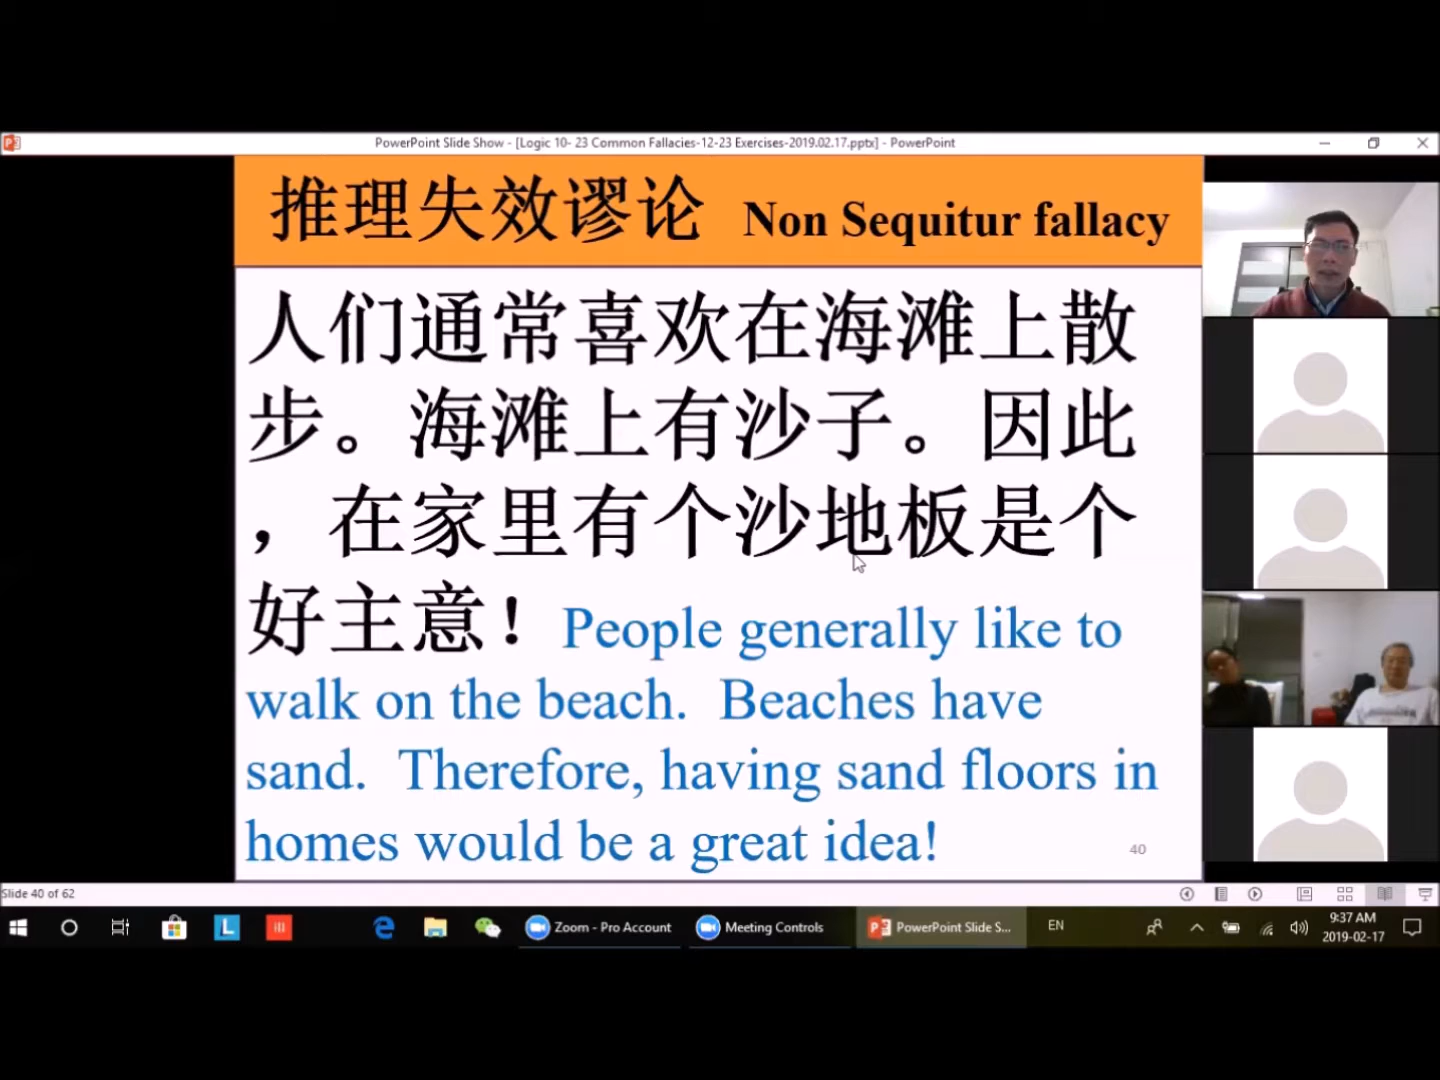 PowerPoint Slide Show - [Logic 10- 23 Common Fallacies-12-23 Exercises-2019.02.17.pptx] - PowerPoint
推理失效谬论 Non Sequitur fallacy
人们通常喜欢在海滩上散
步。海滩上有沙子。因此
，在家里有个沙地板是个
好主意！People generally like to
walk on the beach. Beaches have
sand. Therefore, having sand floors in
homes would be a great idea!
40
Slide 40 of 62
Zoom - Pro Account
Meeting Controls
PowerPoint Slide S...
EN
9:37 AM
2019-02-17